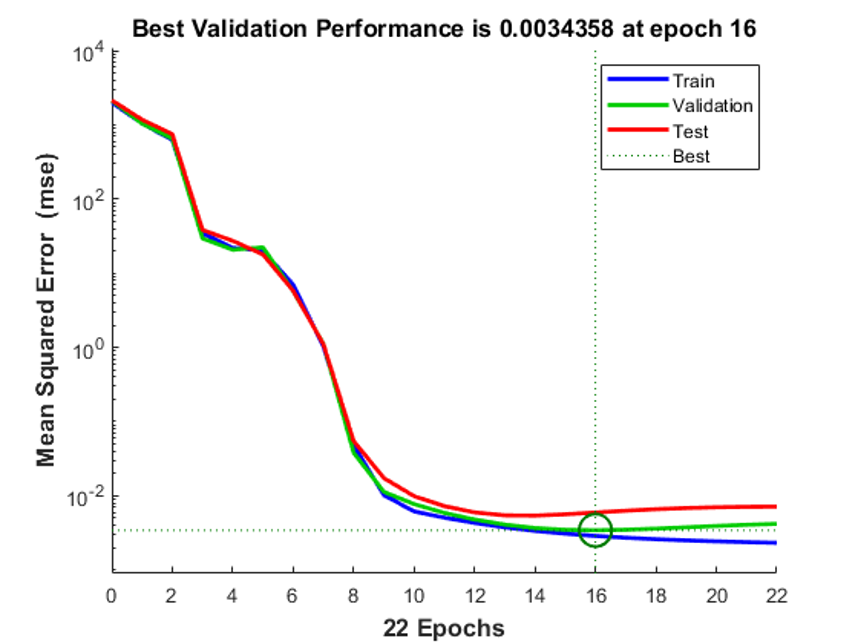 Best Validation Performance is 0.0034358 at epoch 16
Mean Squared Error (mse)
10^4
10^2
10^0
10^-2
Train
Validation
Test
Best
0 2 4 6 8 10 12 14 16 18 20 22
22 Epochs